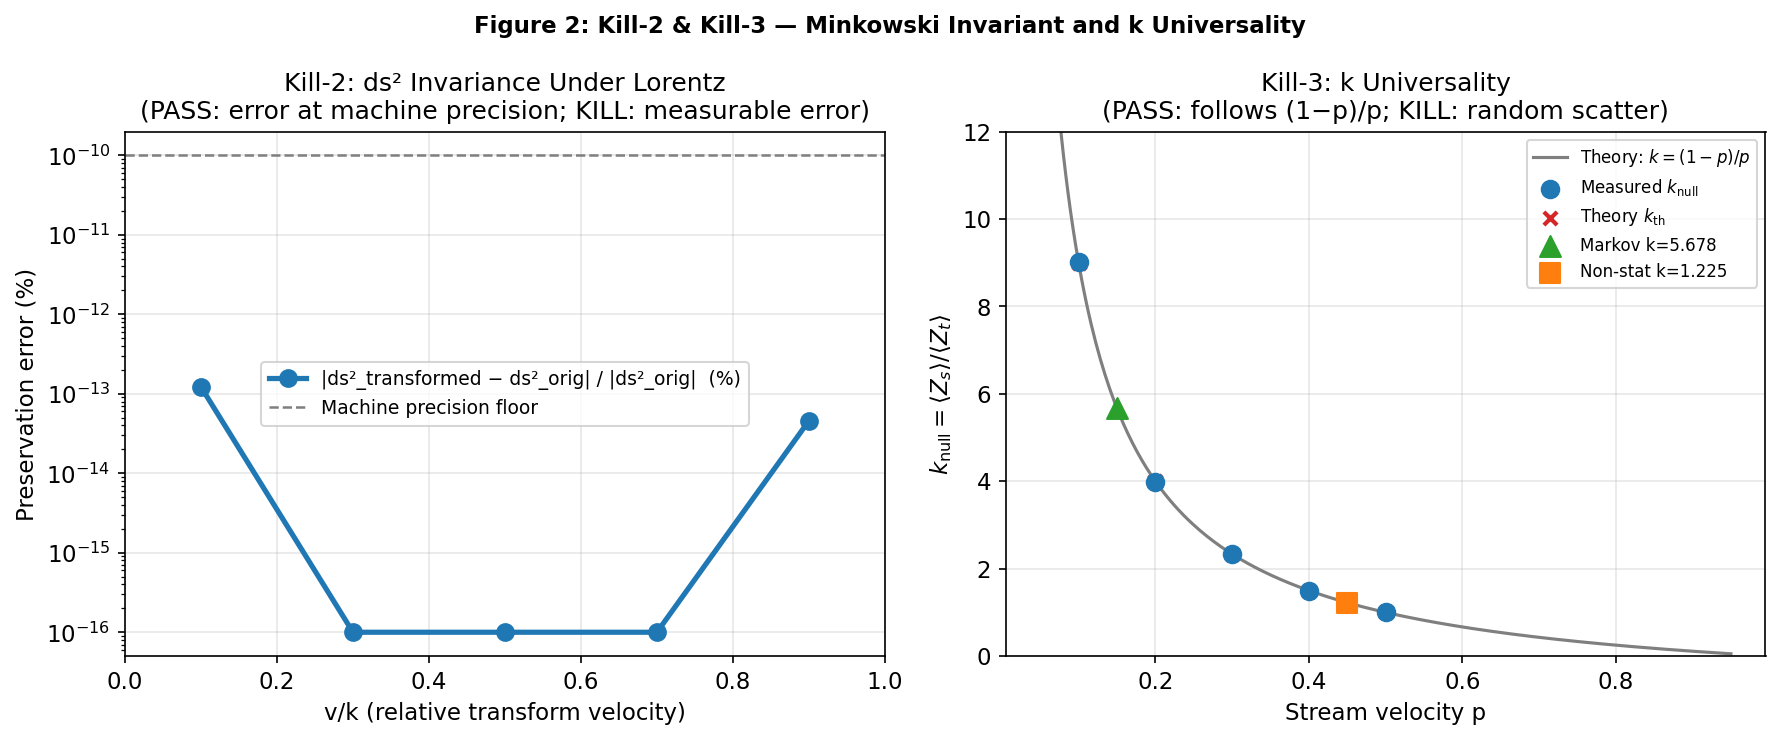 Figure 2: Kill-2 & Kill-3 — Minkowski Invariant and k Universality
Kill-2: ds² Invariance Under Lorentz
(PASS: error at machine precision; KILL: measurable error)
Preservation error (%)
10⁻¹⁰
10⁻¹¹
10⁻¹²
10⁻¹³
10⁻¹⁴
10⁻¹⁵
10⁻¹⁶
|ds²_transformed − ds²_orig| / |ds²_orig| (%)
Machine precision floor
0.0 0.2 0.4 0.6 0.8 1.0
v/k (relative transform velocity)
Kill-3: k Universality
(PASS: follows (1−p)/p; KILL: random scatter)
k_null = ⟨Z_s⟩/⟨Z_t⟩
12
10
8
6
4
2
0
Theory: k = (1 − p)/p
Measured k_null
Theory k_th
Markov k=5.678
Non-stat k=1.225
0.2 0.4 0.6 0.8
Stream velocity p